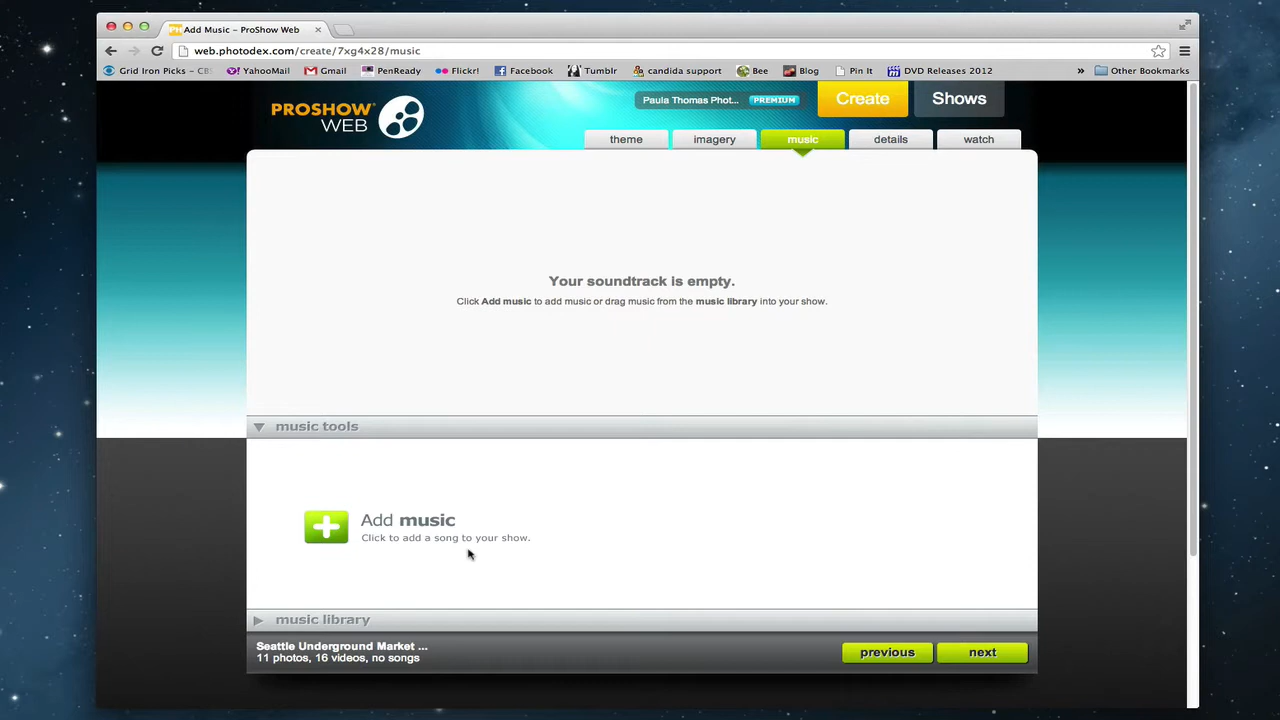 Add Music – ProShow Web
web.photodex.com/create/7xg4x28/music
Grid Iron Picks – CB YahooMail Gmail PenReady Flickr! Facebook Tumblr candida support Bee Blog Pin It DVD Releases 2012 » Other Bookmarks
PROSHOW WEB
Paula Thomas Phot... PREMIUM Create Shows
theme imagery music details watch
Your soundtrack is empty.
Click Add music to add music or drag music from the music library into your show.
music tools
Add music
Click to add a song to your show.
music library
Seattle Underground Market ...
11 photos, 16 videos, no songs
previous next